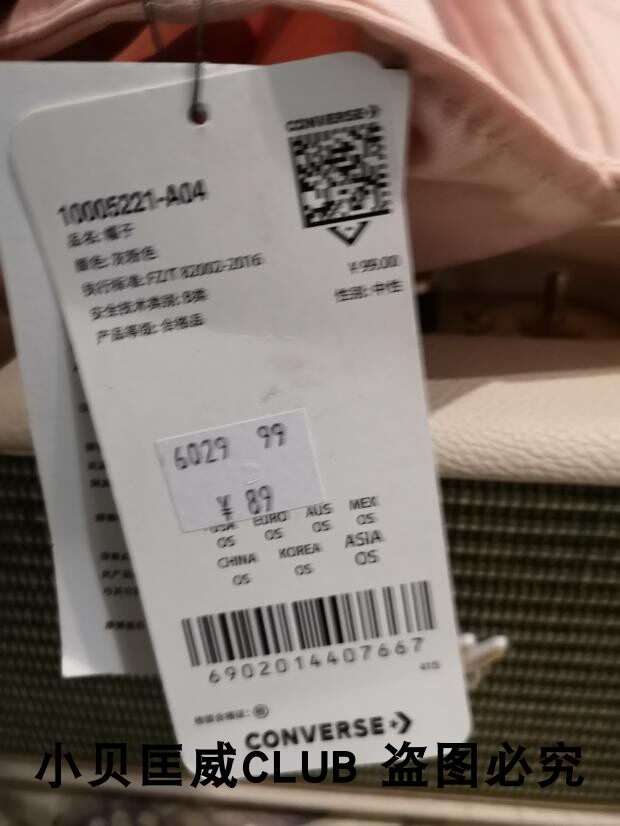 CONVERSE
10005221-A04
品名: 帽子
颜色: 灰粉色
执行标准: FZ/T 82002-2016
安全技术类别: B类
产品等级: 合格品
¥99.00
性别: 中性
6029 99
¥ 89
USA EURO AUS MEX
OS OS OS OS
CHINA KOREA ASIA
OS OS OS
6902014407667
CONVERSE
小贝匡威CLUB 盗图必究